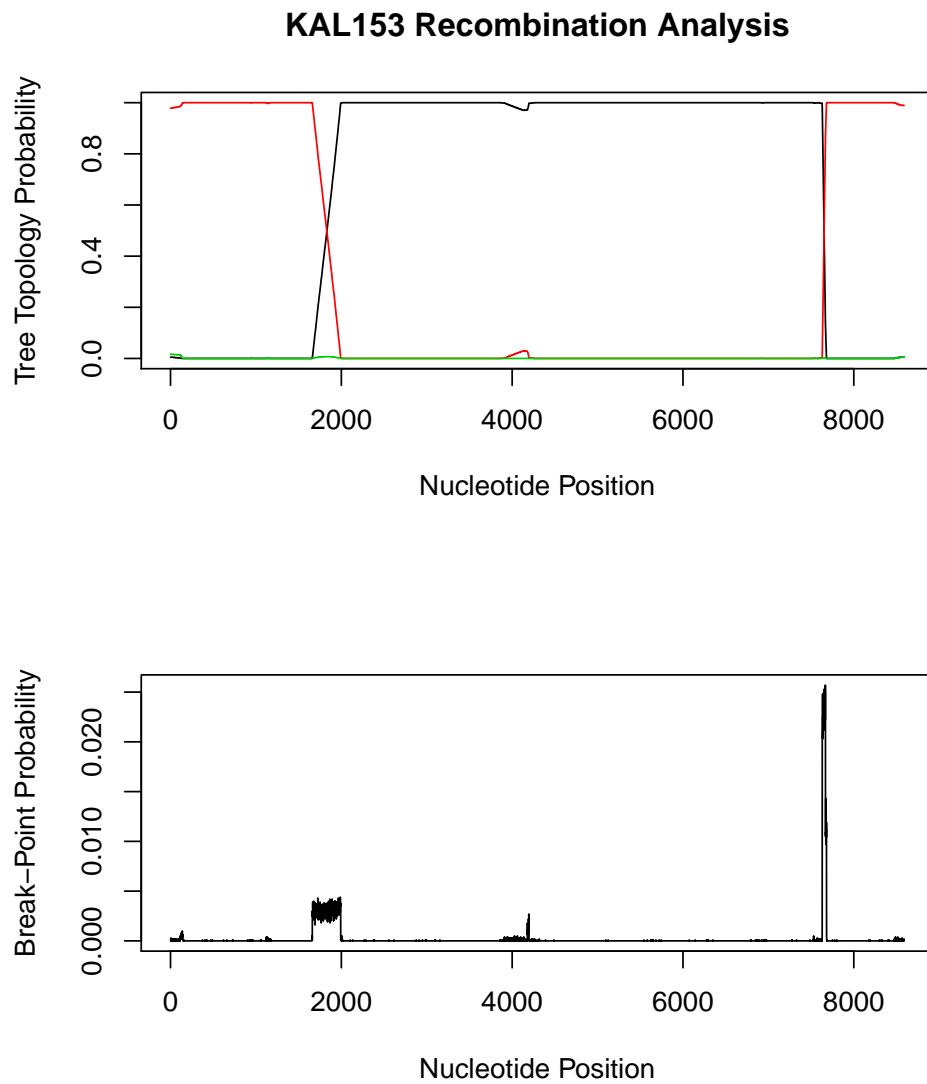 KAL153 Recombination Analysis
Tree Topology Probability
0.8
0.4
0.0
0 2000 4000 6000 8000
Nucleotide Position
Break−Point Probability
0.020
0.010
0.000
0 2000 4000 6000 8000
Nucleotide Position